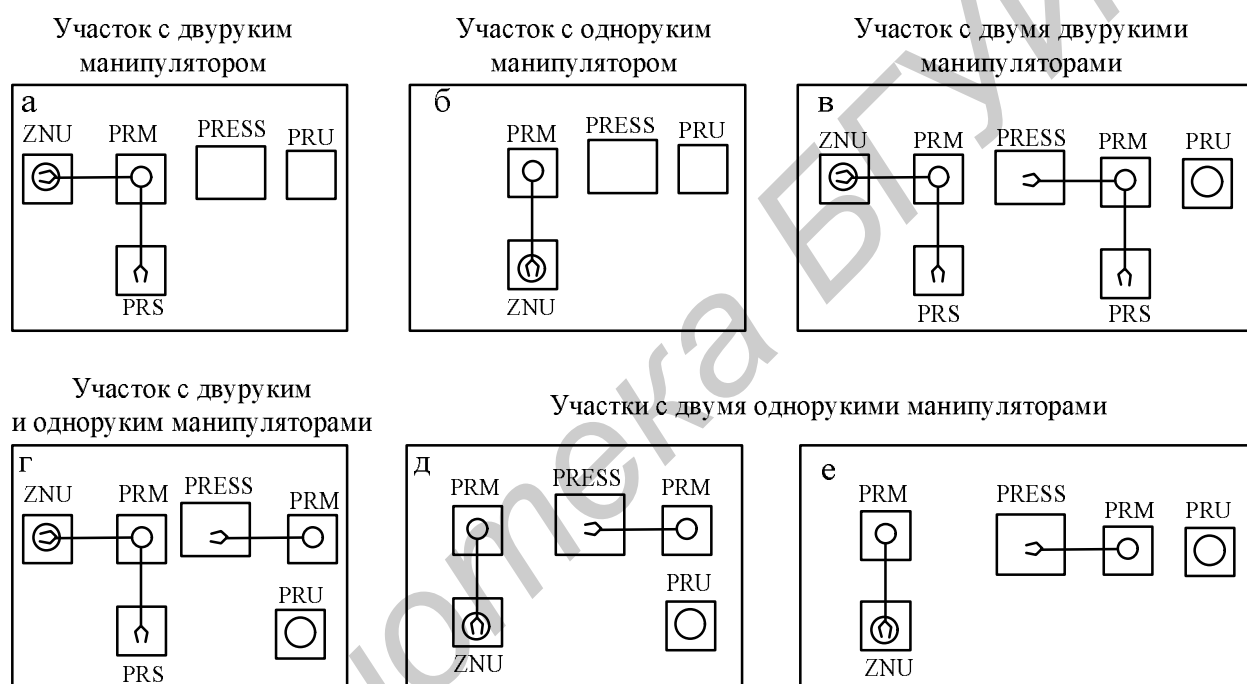 Участок с двуруким
манипулятором
Участок с одноруким
манипулятором
Участок с двумя двурукими
манипуляторами
а
ZNU PRM PRESS PRU
PRS
б
PRM PRESS PRU
ZNU
в
ZNU PRM PRESS PRM PRU
PRS PRS
Участок с двуруким
и одноруким манипуляторами
Участки с двумя однорукими манипуляторами
г
ZNU PRM PRESS PRM
PRU
PRS
д
PRM PRESS PRM
PRU
ZNU
е
PRM PRESS PRM PRU
ZNU